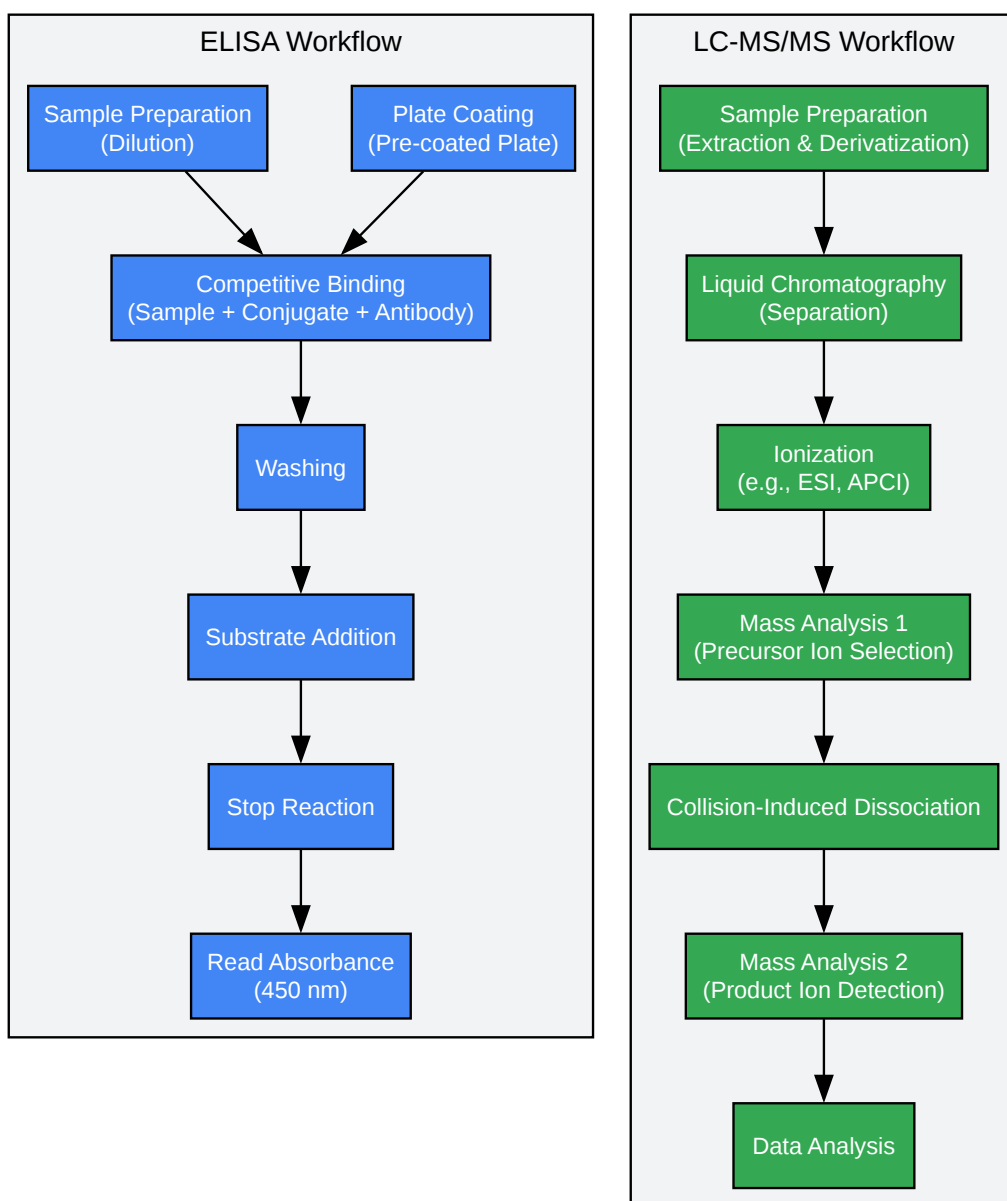 ELISA Workflow
Sample Preparation
(Dilution)
Plate Coating
(Pre-coated Plate)
Competitive Binding
(Sample + Conjugate + Antibody)
Washing
Substrate Addition
Stop Reaction
Read Absorbance
(450 nm)
LC-MS/MS Workflow
Sample Preparation
(Extraction & Derivatization)
Liquid Chromatography
(Separation)
Ionization
(e.g., ESI, APCI)
Mass Analysis 1
(Precursor Ion Selection)
Collision-Induced Dissociation
Mass Analysis 2
(Product Ion Detection)
Data Analysis